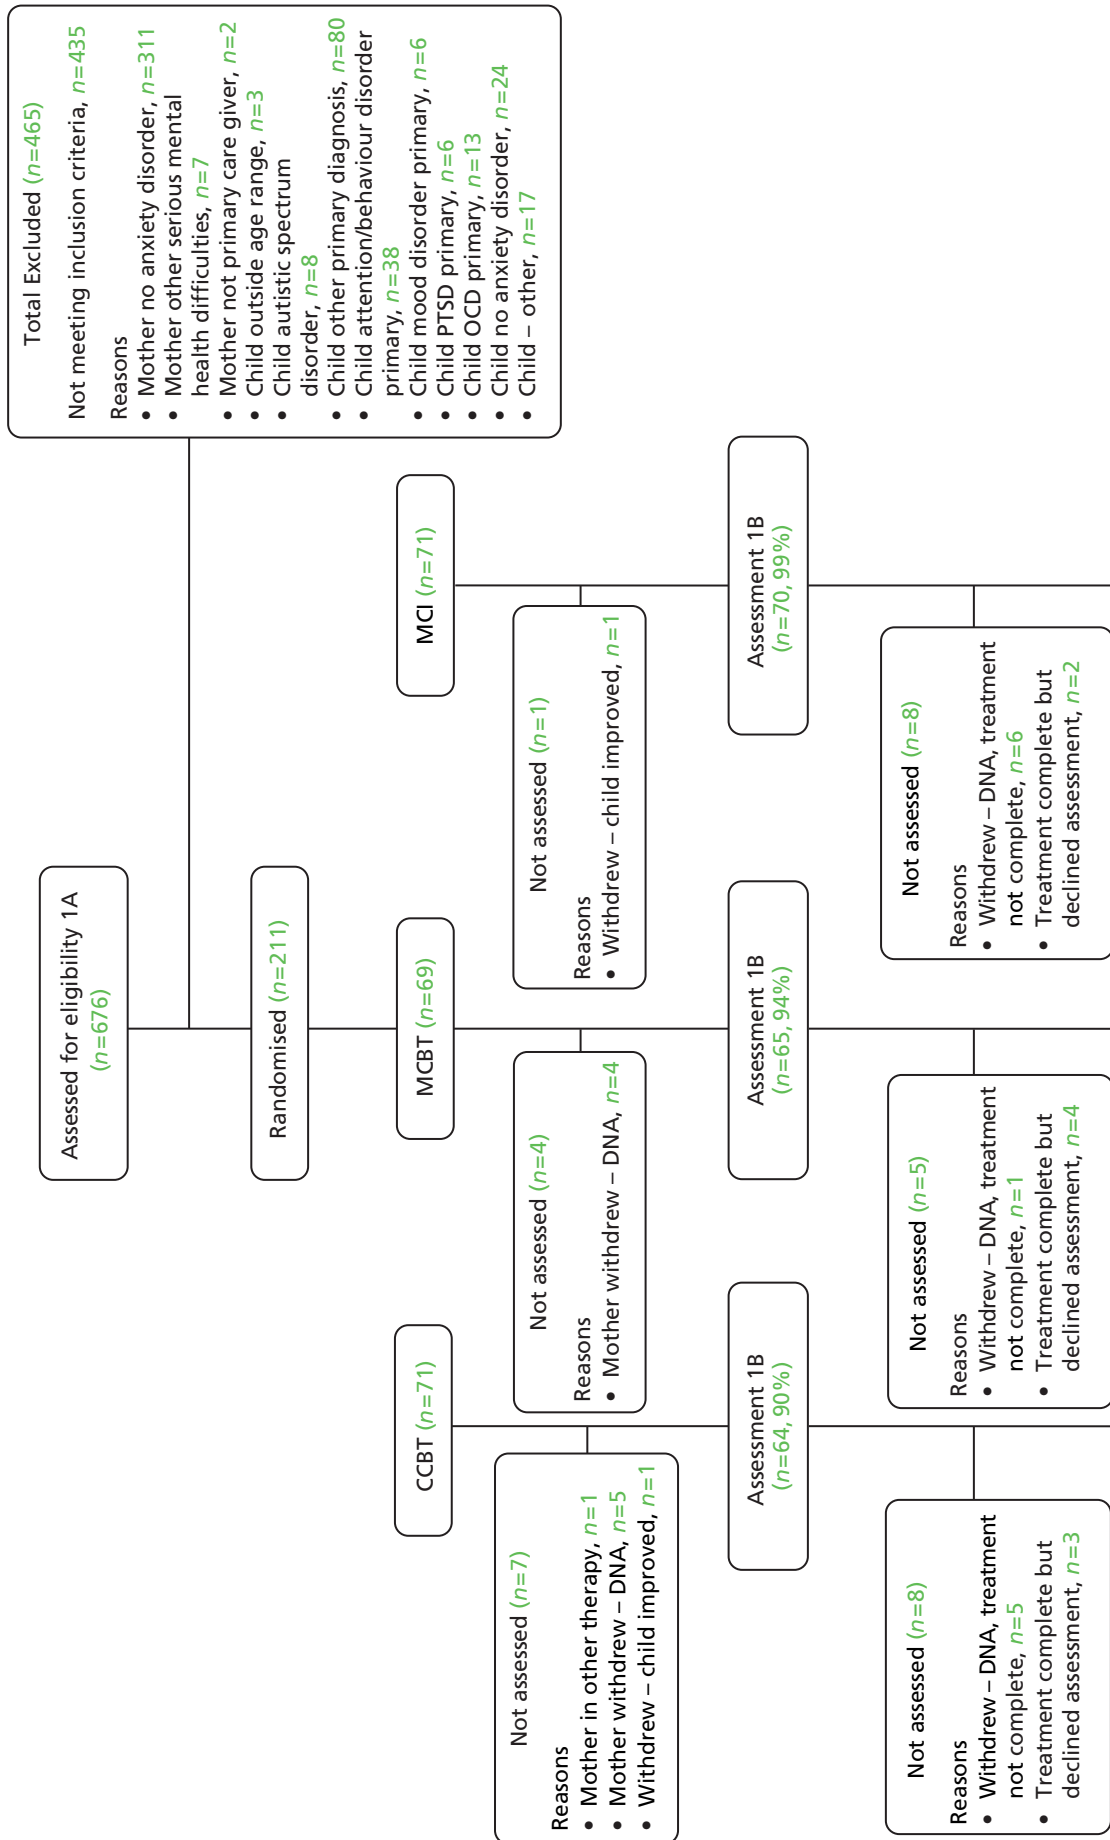 Assessed for eligibility 1A
(n=676)
Total Excluded (n=465)
Not meeting inclusion criteria, n=435
Reasons
• Mother no anxiety disorder, n=311
• Mother other serious mental
health difficulties, n=7
• Mother not primary care giver, n=2
• Child outside age range, n=3
• Child autistic spectrum
disorder, n=8
• Child other primary diagnosis, n=80
• Child attention/behaviour disorder
primary, n=38
• Child mood disorder primary, n=6
• Child PTSD primary, n=6
• Child OCD primary, n=13
• Child no anxiety disorder, n=24
• Child – other, n=17
Randomised (n=211)
CCBT (n=71)
MCBT (n=69)
MCI (n=71)
Not assessed (n=7)
Reasons
• Mother in other therapy, n=1
• Mother withdrew – DNA, n=5
• Withdrew – child improved, n=1
Not assessed (n=4)
Reasons
• Mother withdrew – DNA, n=4
Not assessed (n=1)
Reasons
• Withdrew – child improved, n=1
Assessment 1B
(n=64, 90%)
Assessment 1B
(n=65, 94%)
Assessment 1B
(n=70, 99%)
Not assessed (n=8)
Reasons
• Withdrew – DNA, treatment
not complete, n=5
• Treatment complete but
declined assessment, n=3
Not assessed (n=5)
Reasons
• Withdrew – DNA, treatment
not complete, n=1
• Treatment complete but
declined assessment, n=4
Not assessed (n=8)
Reasons
• Withdrew – DNA, treatment
not complete, n=6
• Treatment complete but
declined assessment, n=2